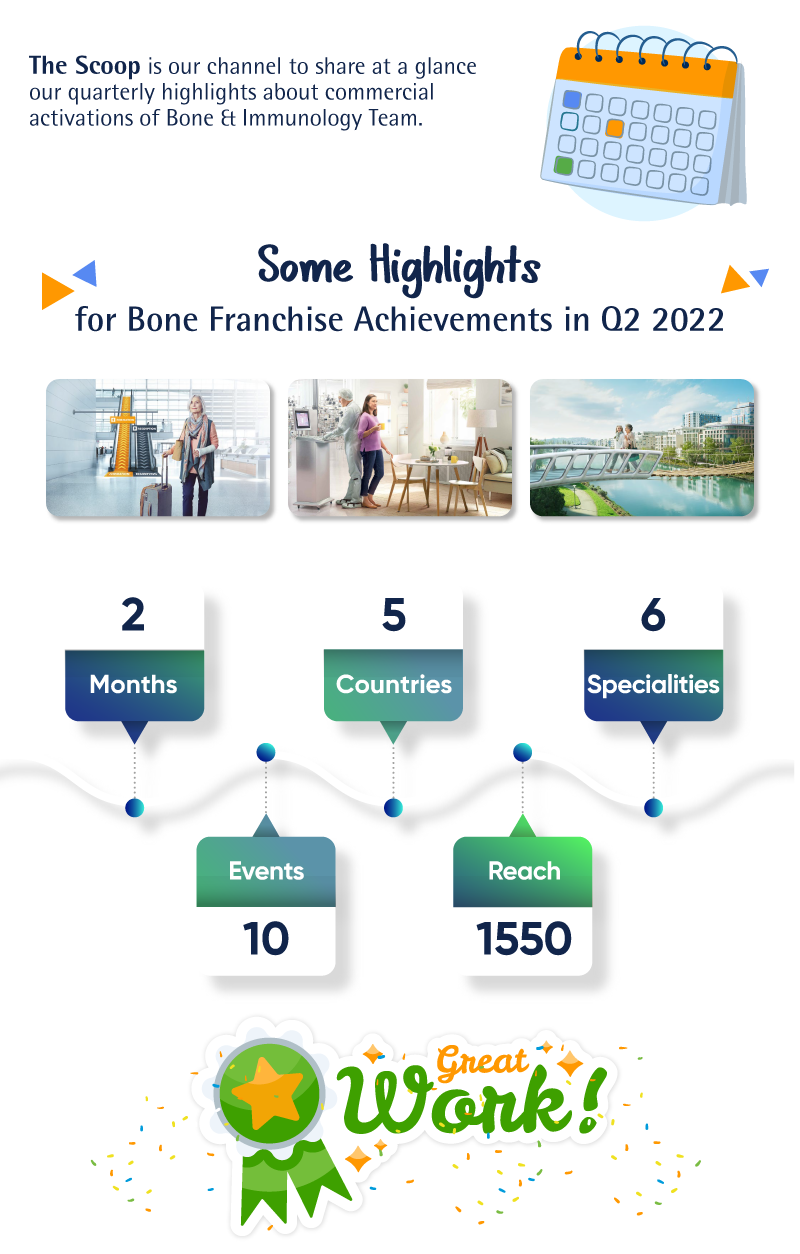 The Scoop is our channel to share at a glance
our quarterly highlights about commercial
activations of Bone & Immunology Team.
Some Highlights
for Bone Franchise Achievements in Q2 2022
2
Months
5
Countries
6
Specialities
Events
10
Reach
1550
Great
Work!